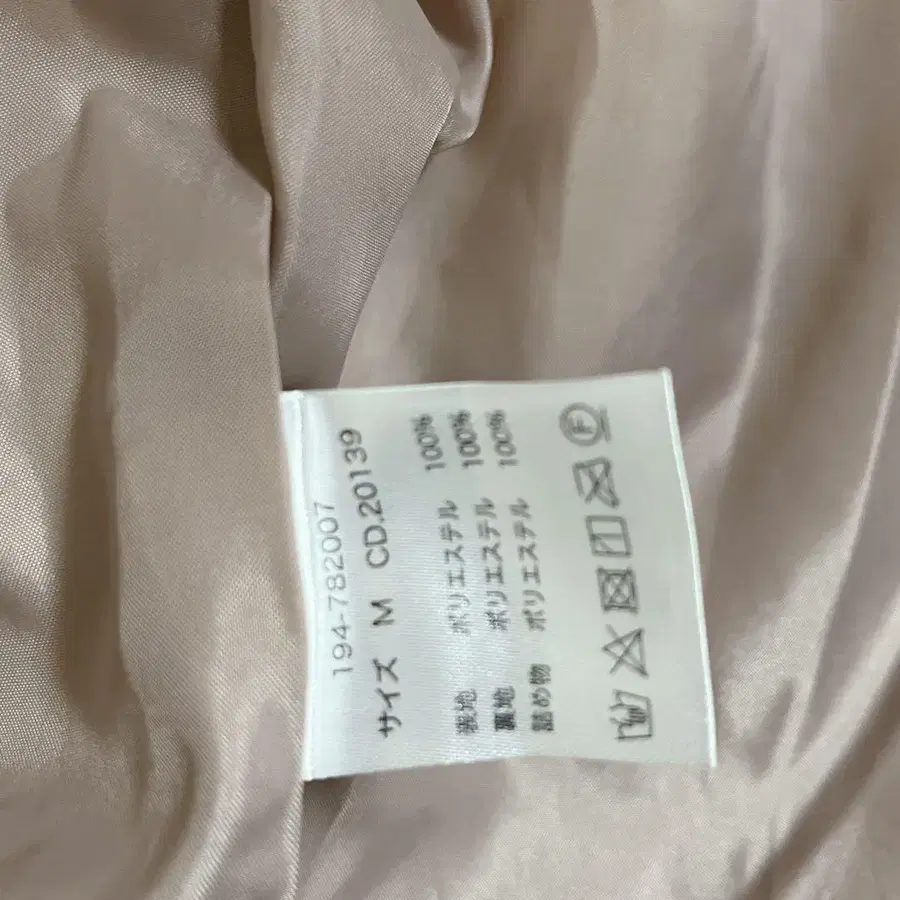 194-782007
サイズ M CD.20139
表地 ポリエステル 100%
裏地 ポリエステル 100%
詰め物 ポリエステル 100%
F